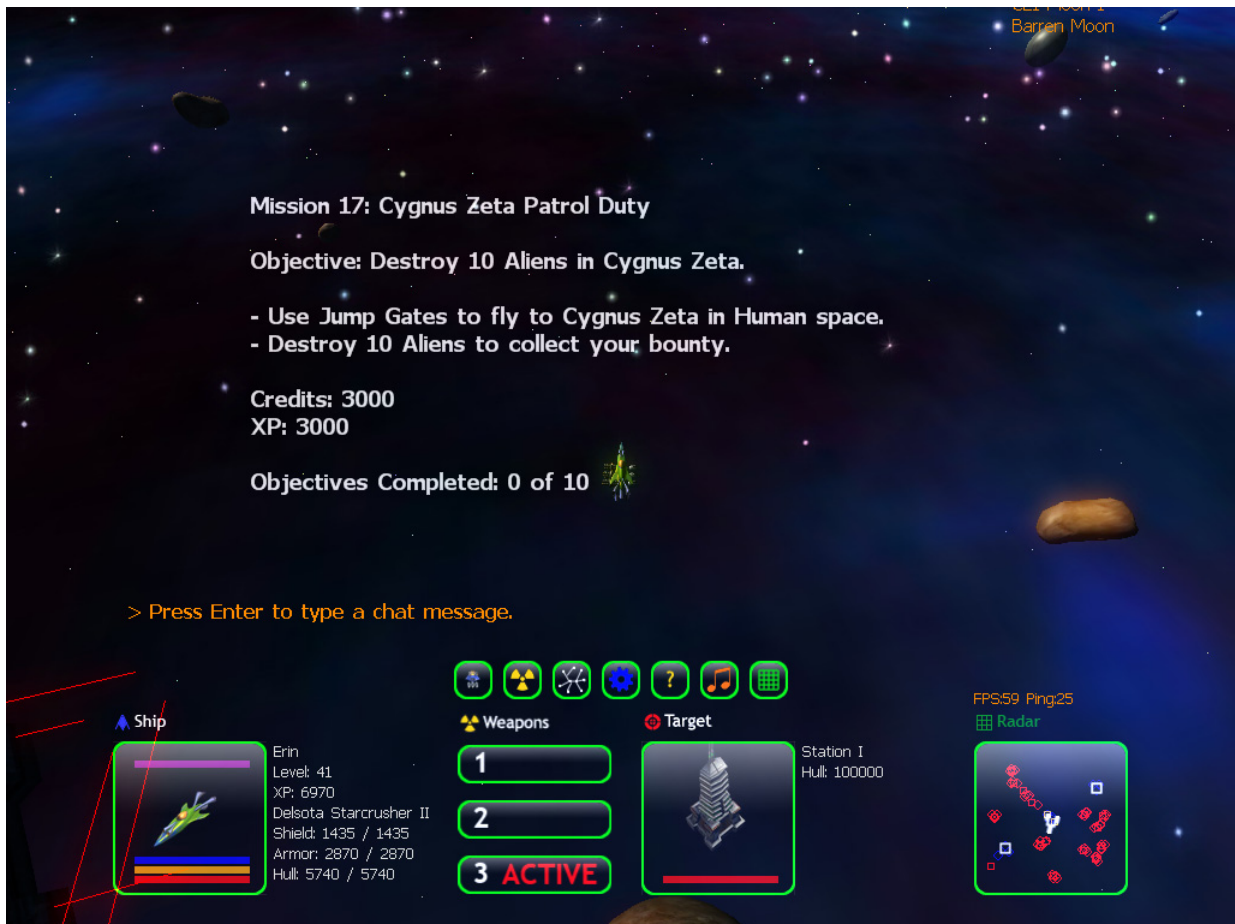 Barren Moon
Mission 17: Cygnus Zeta Patrol Duty
Objective: Destroy 10 Aliens in Cygnus Zeta.
- Use Jump Gates to fly to Cygnus Zeta in Human space.
- Destroy 10 Aliens to collect your bounty.
Credits: 3000
XP: 3000
Objectives Completed: 0 of 10
> Press Enter to type a chat message.
?
FPS:59 Ping:25
Ship
Weapons
Target
Radar
Erin
Level: 41
XP: 6970
Delsota Starcrusher II
Shield: 1435 / 1435
Armor: 2870 / 2870
Hull: 5740 / 5740
1
2
3 ACTIVE
Station I
Hull: 100000